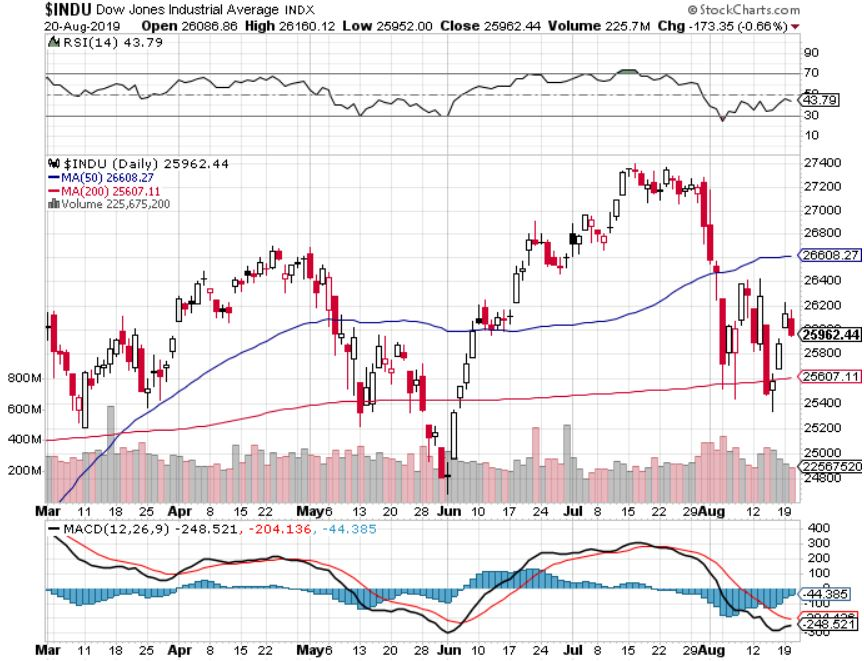 $INDU Dow Jones Industrial Average INDX ® StockCharts.com
20-Aug-2019 Open 26086.86 High 26160.12 Low 25952.00 Close 25962.44 Volume 225.7M Chg -173.35 (-0.66%)
RSI(14) 43.79
90
70
50
43.79
30
10
$INDU (Daily) 25962.44
MA(50) 26608.27
MA(200) 25607.11
Volume 225,675,200
27400
27200
27000
26800
26608.27
26400
26200
25962.44
25800
25607.11
25400
25200
25000
22567520
24800
800M
600M
400M
200M
Mar 11 18 25 Apr 8 15 22 May 6 13 20 28 Jun 10 17 24 Jul 8 15 22 29 Aug 12 19
MACD(12,26,9) -248.521, -204.136, -44.385
400
300
200
100
0
-44.385
-100
-204.136
-248.521
-300
Mar 11 18 25 Apr 8 15 22 May 6 13 20 28 Jun 10 17 24 Jul 8 15 22 29 Aug 12 19